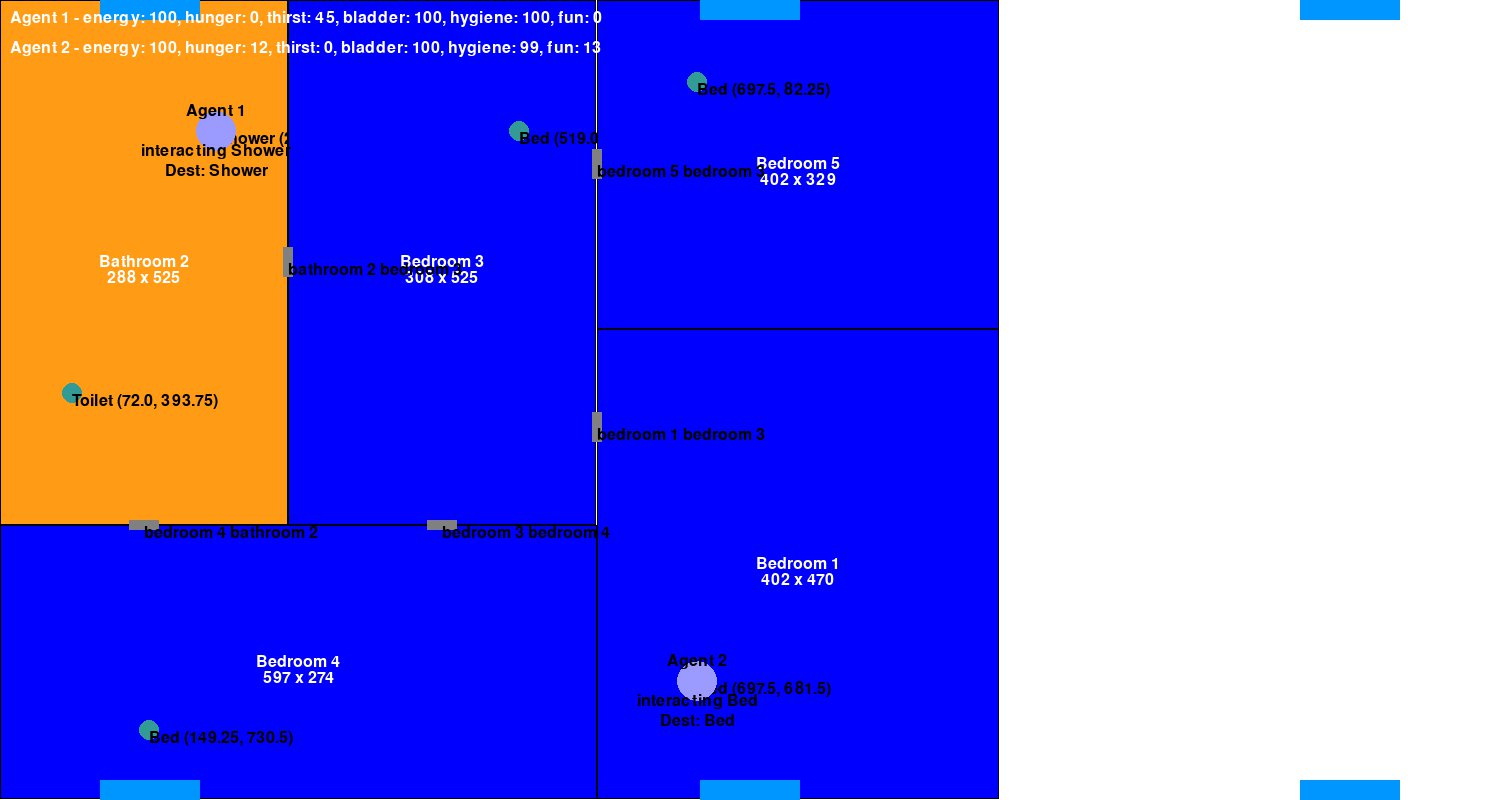 Agent 1 - energy: 100, hunger: 0, thirst: 45, bladder: 100, hygiene: 100, fun: 0
Agent 2 - energy: 100, hunger: 12, thirst: 0, bladder: 100, hygiene: 99, fun: 13
Bed (697.5, 82.25)
Agent 1
ower (2
Bed (519.0
interacting Shower
Dest: Shower
bedroom 5 bedroom 3
Bedroom 5
402 x 329
Bathroom 2
288 x 525
bathroom 2 bedroom 3
Bedroom 3
308 x 525
Toilet (72.0, 393.75)
bedroom 1 bedroom 3
bedroom 4 bathroom 2
bedroom 3 bedroom 4
Bedroom 1
402 x 470
Bedroom 4
597 x 274
Agent 2
d (697.5, 681.5)
interacting Bed
Dest: Bed
Bed (149.25, 730.5)